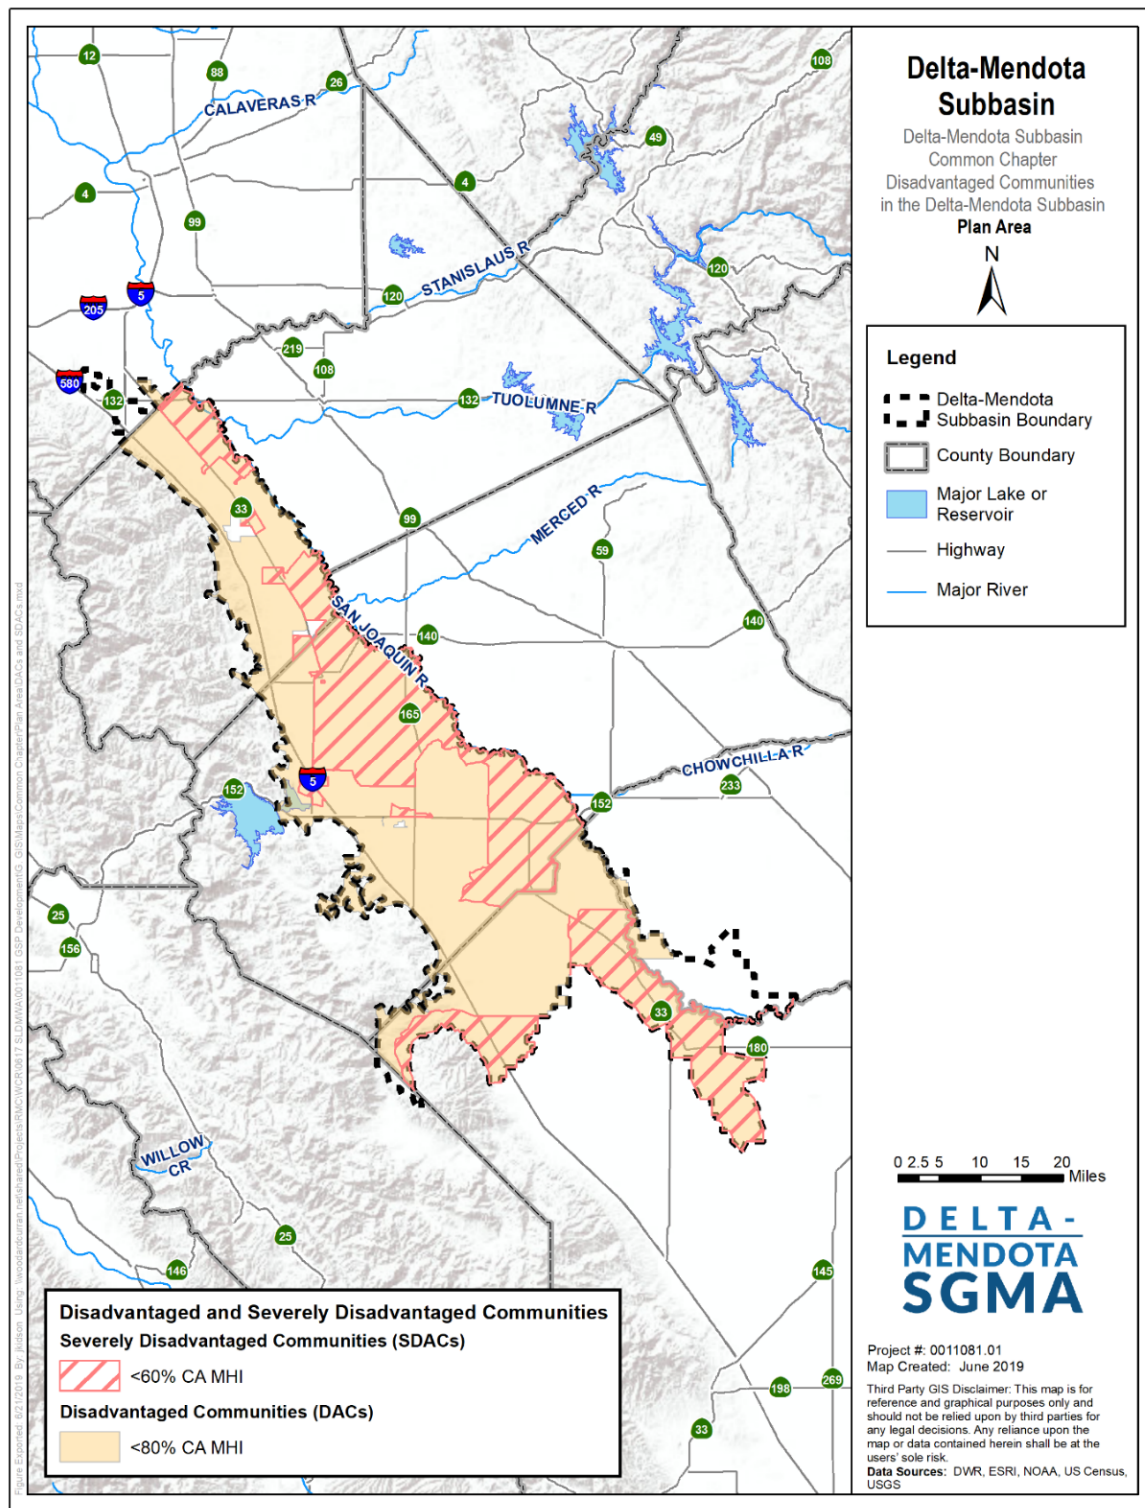 Delta-Mendota
Subbasin
Delta-Mendota Subbasin
Common Chapter
Disadvantaged Communities
in the Delta-Mendota Subbasin
Plan Area
N
Legend
Delta-Mendota
Subbasin Boundary
County Boundary
Major Lake or
Reservoir
Highway
Major River
12
88
26
108
CALAVERAS R
49
4
4
99
STANISLAUS R
120
5
205
120
219
108
580
132
132
TUOLUMNE R
33
99
MERCED R
59
SAN JOAQUIN R
140
140
165
CHOWCHILLA R
5
152
233
152
25
156
33
180
WILLOW
CR
25
146
145
198
269
33
0 2.5 5 10 15 20
Miles
DELTA-
MENDOTA
SGMA
Project #: 0011081.01
Map Created: June 2019
Third Party GIS Disclaimer: This map is for
reference and graphical purposes only and
should not be relied upon by third parties for
any legal decisions. Any reliance upon the
map or data contained herein shall be at the
users' sole risk.
Data Sources: DWR, ESRI, NOAA, US Census,
USGS
Disadvantaged and Severely Disadvantaged Communities
Severely Disadvantaged Communities (SDACs)
<60% CA MHI
Disadvantaged Communities (DACs)
<80% CA MHI